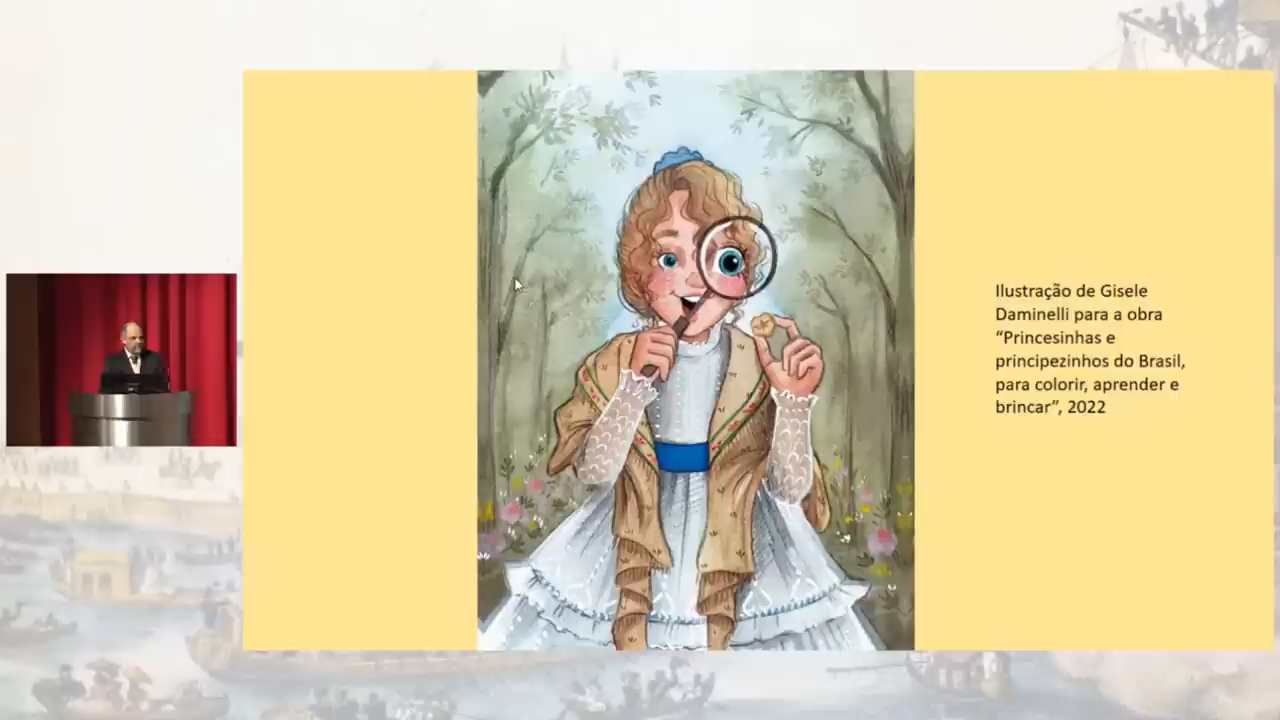 Ilustração de Gisele
Daminelli para a obra
“Princesinhas e
principezinhos do Brasil,
para colorir, aprender e
brincar”, 2022